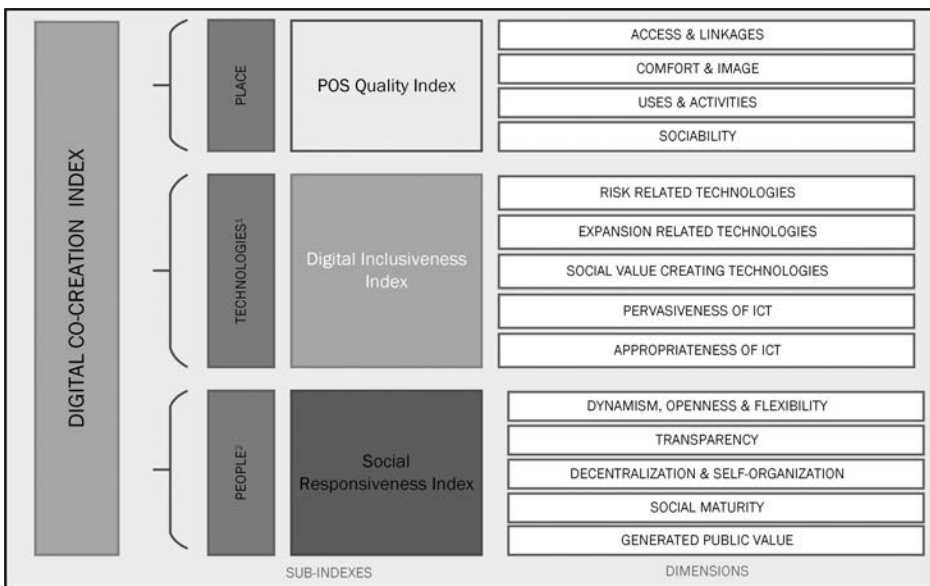 DIGITAL CO-CREATION INDEX
PLACE
POS Quality Index
ACCESS & LINKAGES
COMFORT & IMAGE
USES & ACTIVITIES
SOCIABILITY
TECHNOLOGIES¹
Digital Inclusiveness
Index
RISK RELATED TECHNOLOGIES
EXPANSION RELATED TECHNOLOGIES
SOCIAL VALUE CREATING TECHNOLOGIES
PERVASIVENESS OF ICT
APPROPRIATENESS OF ICT
PEOPLE²
Social
Responsiveness Index
DYNAMISM, OPENNESS & FLEXIBILITY
TRANSPARENCY
DECENTRALIZATION & SELF-ORGANIZATION
SOCIAL MATURITY
GENERATED PUBLIC VALUE
SUB-INDEXES
DIMENSIONS